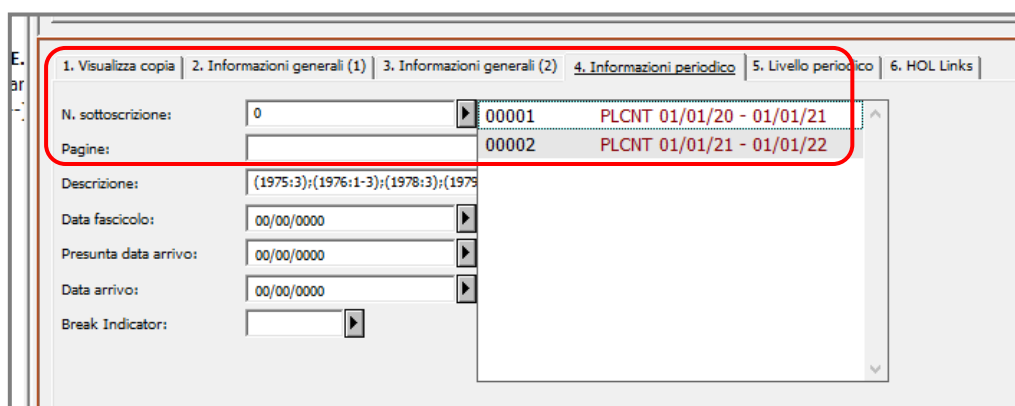 E.
1. Visualizza copia 2. Informazioni generali (1) 3. Informazioni generali (2) 4. Informazioni periodico 5. Livello periodico 6. HOL Links
ar
N. sottoscrizione: 0
00001 PLCNT 01/01/20 - 01/01/21
Pagine:
00002 PLCNT 01/01/21 - 01/01/22
Descrizione: (1975:3);(1976:1-3);(1978:3);(1979
Data fascicolo: 00/00/0000
Presunta data arrivo: 00/00/0000
Data arrivo: 00/00/0000
Break Indicator: